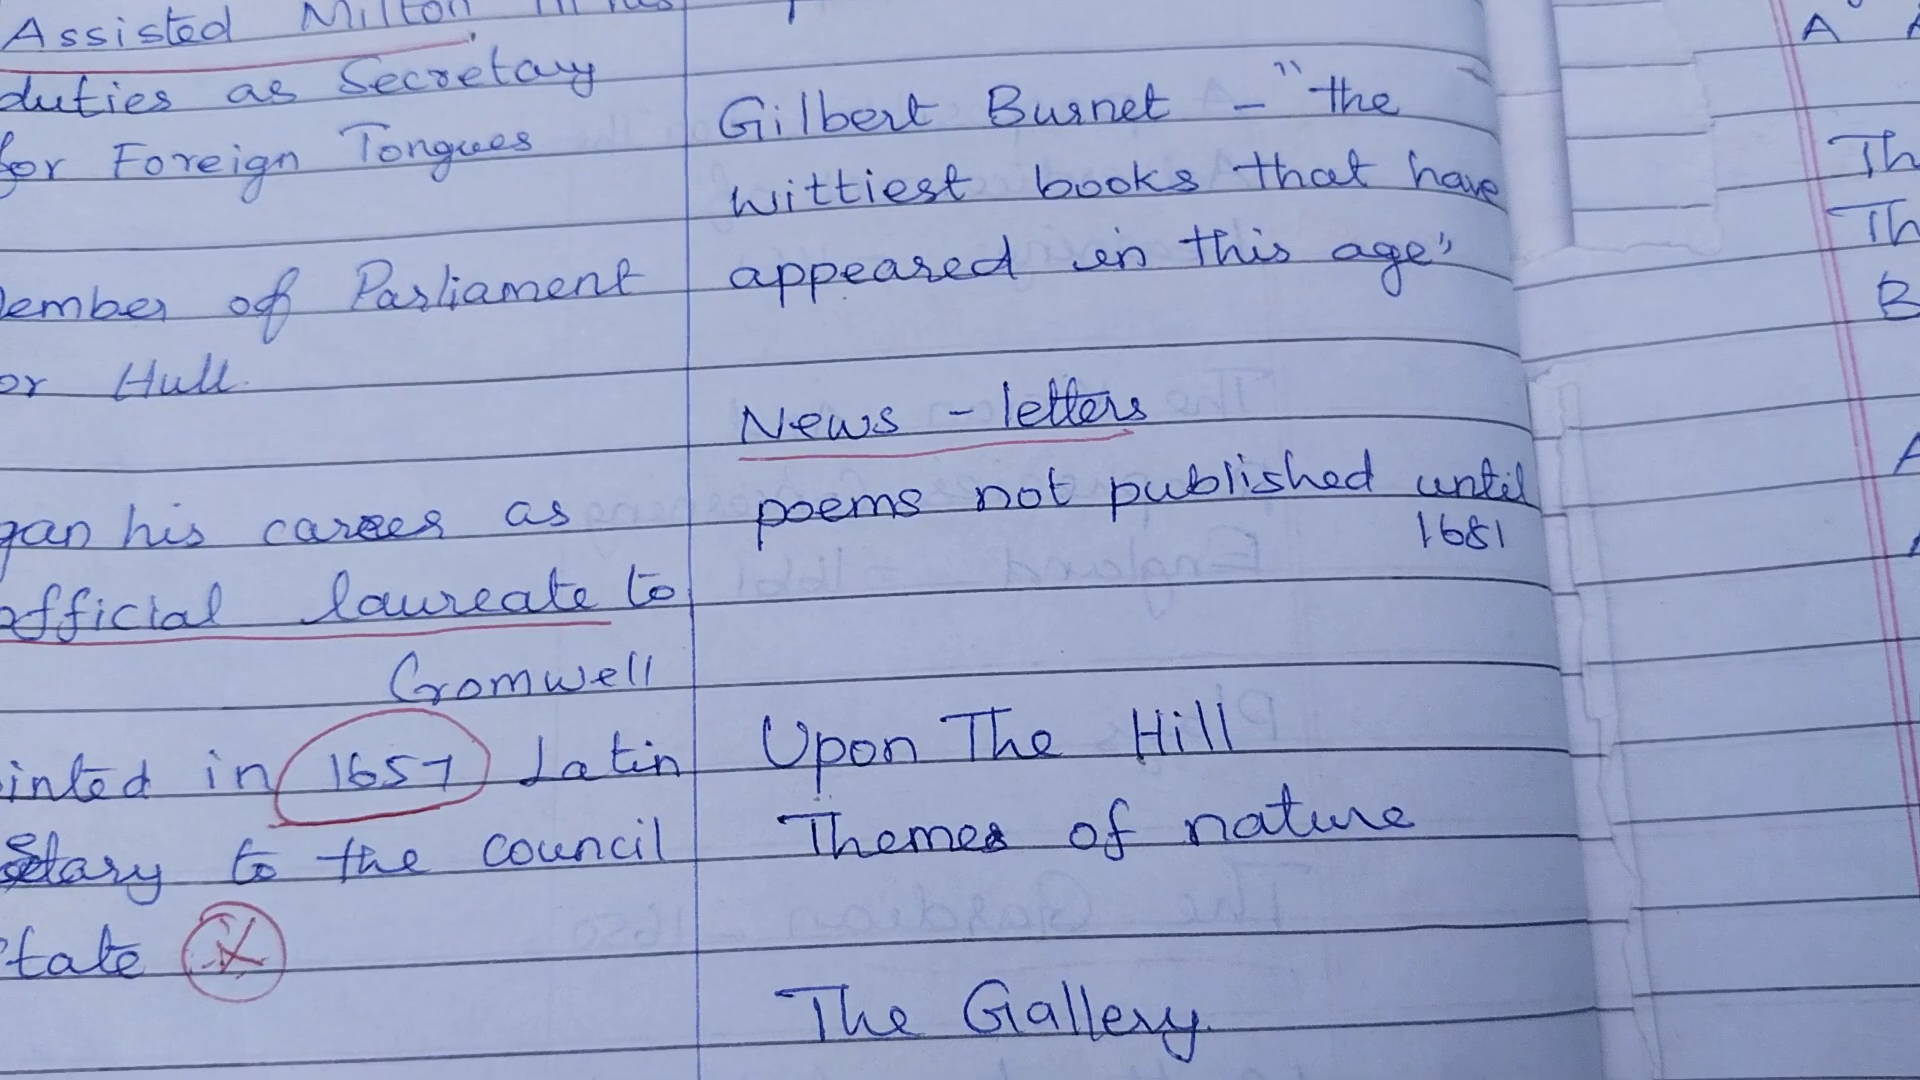 Assisted Milton in his
duties as Secretary
for Foreign Tongues
ember of Parliament
or Hull.
gan his career as
official laureate to
Cromwell
inted in 1657 Latin
etary to the council
tate
Gilbert Burnet - "the
wittiest books that have
appeared in this age"
News - letters
poems not published until
1681
Upon The Hill
Themes of nature
The Gallery.
A
Th
Th
B